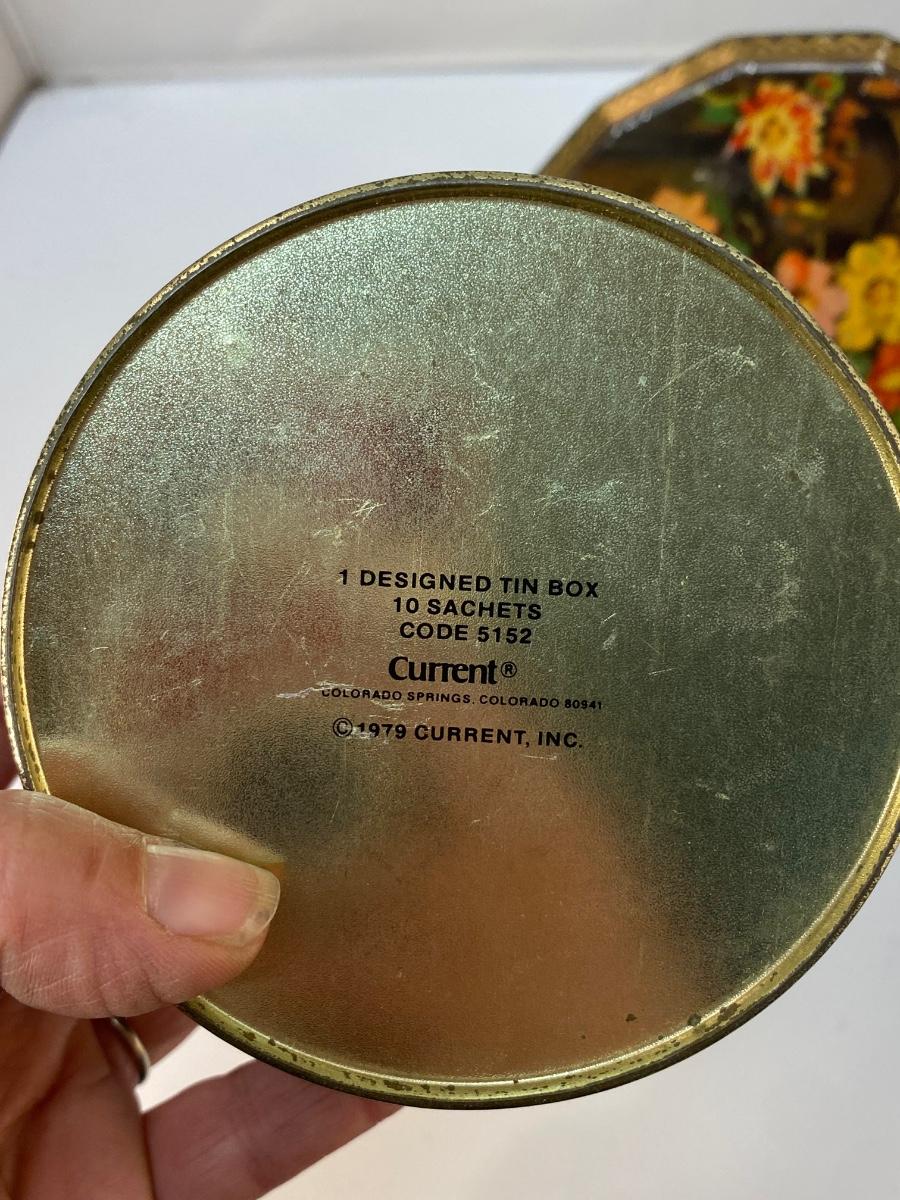 1 DESIGNED TIN BOX
10 SACHETS
CODE 5152
Current®
COLORADO SPRINGS, COLORADO 80941
©1979 CURRENT, INC.